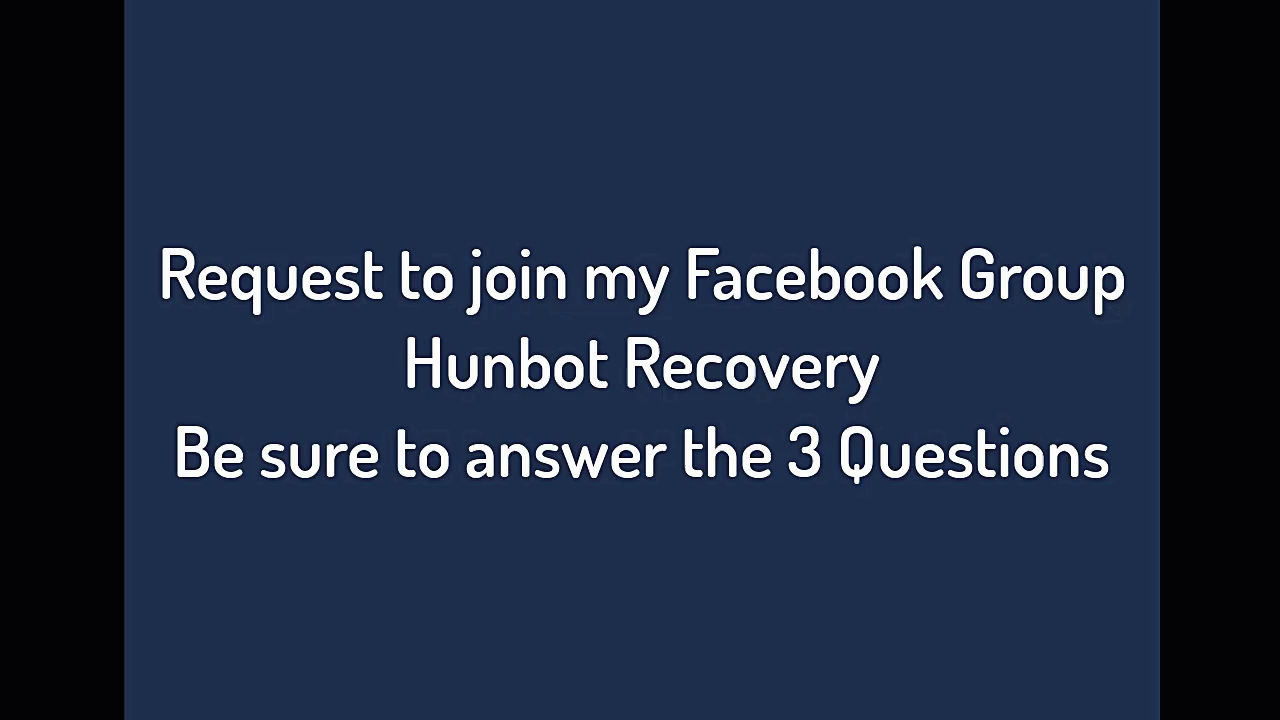 Request to join my Facebook Group
Hunbot Recovery
Be sure to answer the 3 Questions